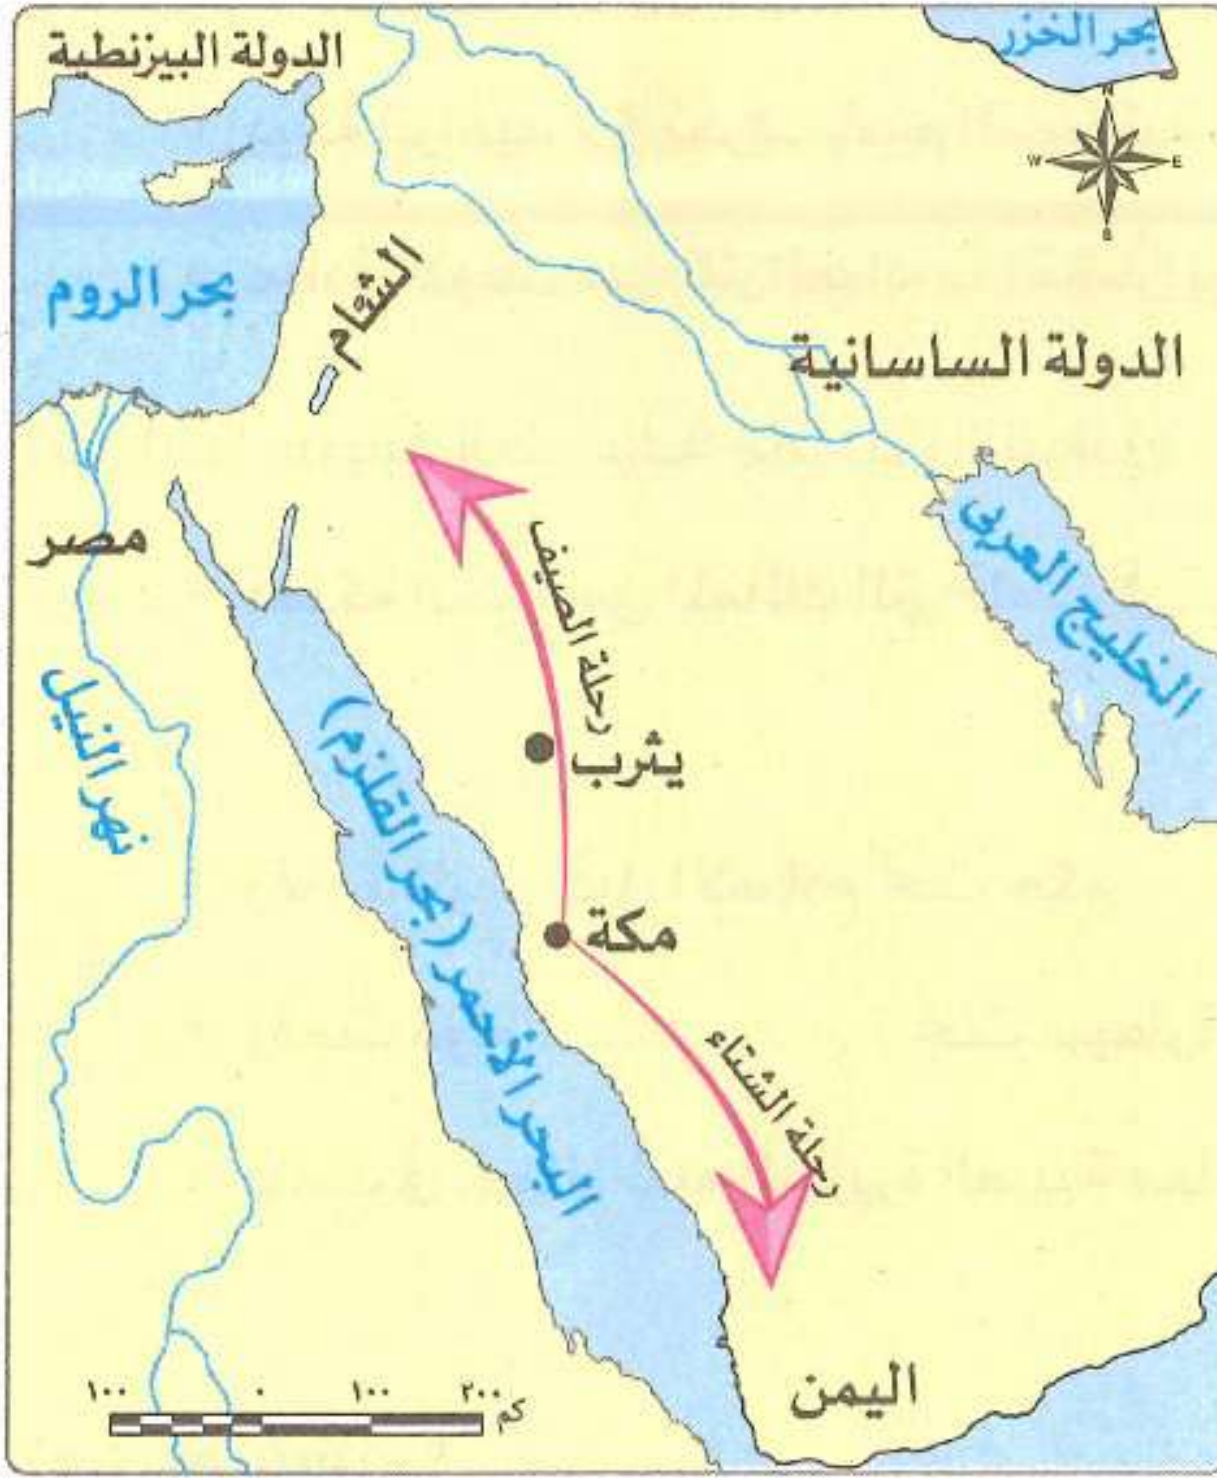 الدولة البيزنطية
بحر الخزر
N
W
E
S
بحر الروم
الشام
الدولة الساسانية
مصر
رحلة الصيف
الخليج العربي
نهر النيل
يثرب
البحر الأحمر (بحر القلزم)
مكة
رحلة الشتاء
اليمن
١٠٠ ٠ ١٠٠ ٢٠٠ كم